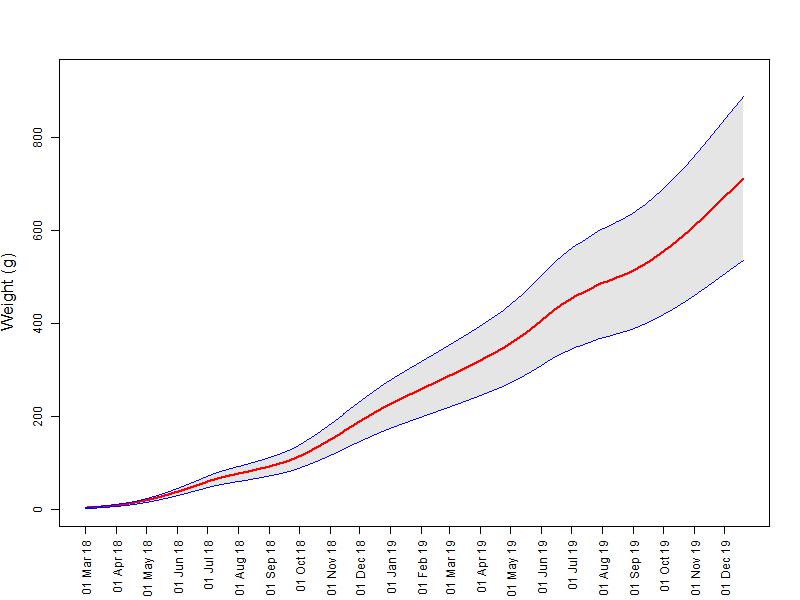 Weight (g)
800
600
400
200
0
01 Mar 18
01 Apr 18
01 May 18
01 Jun 18
01 Jul 18
01 Aug 18
01 Sep 18
01 Oct 18
01 Nov 18
01 Dec 18
01 Jan 19
01 Feb 19
01 Mar 19
01 Apr 19
01 May 19
01 Jun 19
01 Jul 19
01 Aug 19
01 Sep 19
01 Oct 19
01 Nov 19
01 Dec 19